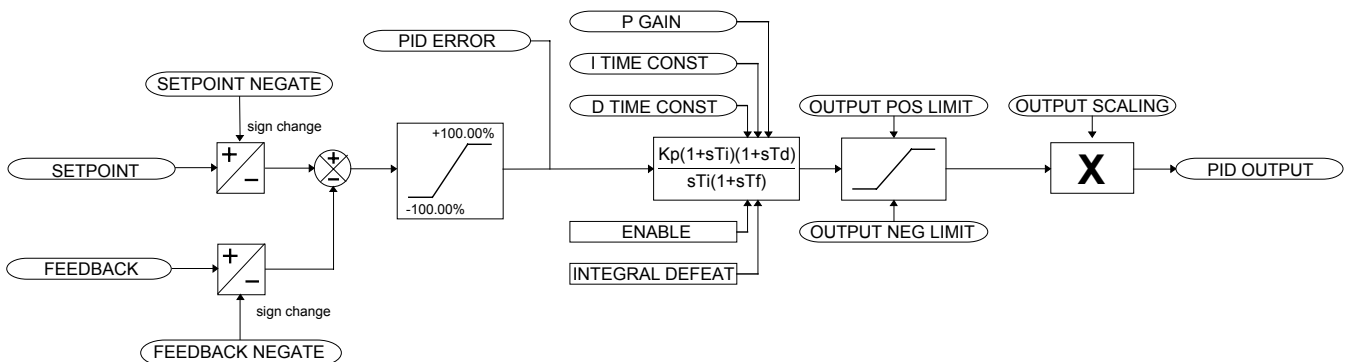 P GAIN
PID ERROR
I TIME CONST
SETPOINT NEGATE
D TIME CONST
OUTPUT POS LIMIT
OUTPUT SCALING
sign change
+100.00%
-100.00%
+
-
SETPOINT
+
-
Kp(1+sTi)(1+sTd)
sTi(1+sTf)
X
PID OUTPUT
ENABLE
OUTPUT NEG LIMIT
FEEDBACK
+
-
INTEGRAL DEFEAT
sign change
FEEDBACK NEGATE